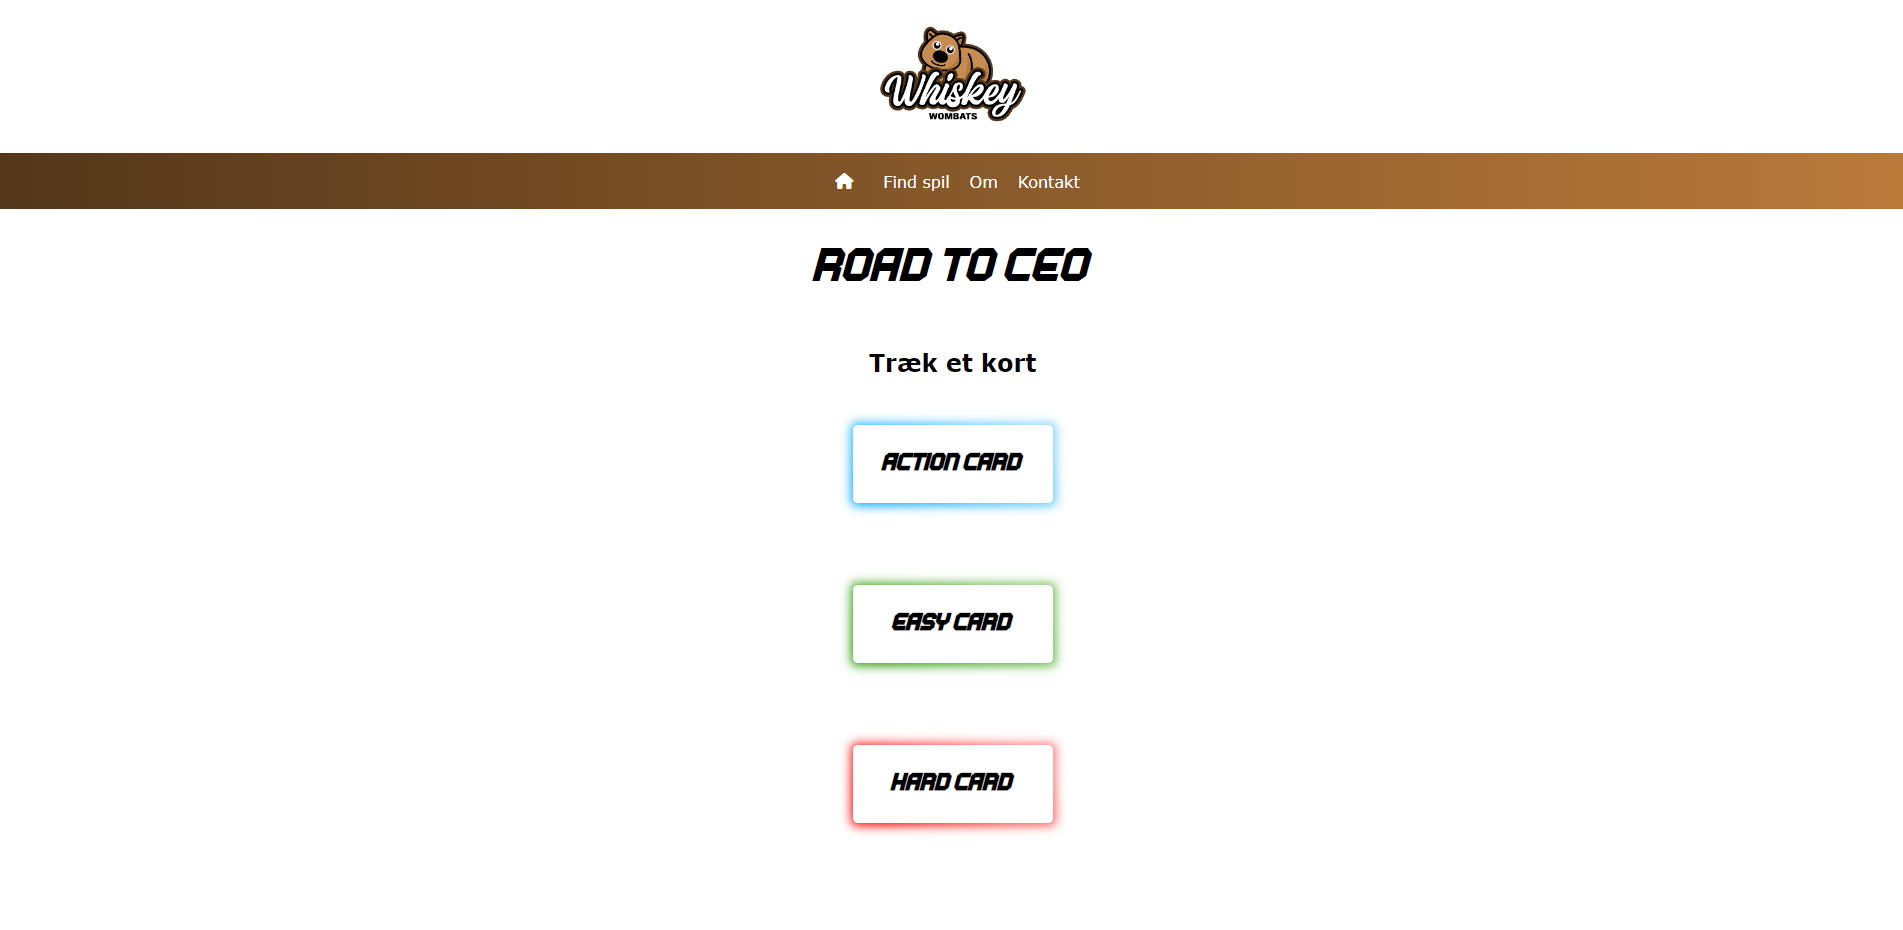 Whiskey
WOMBATS
Find spil Om Kontakt
ROAD TO CEO
Træk et kort
ACTION CARD
EASY CARD
HARD CARD